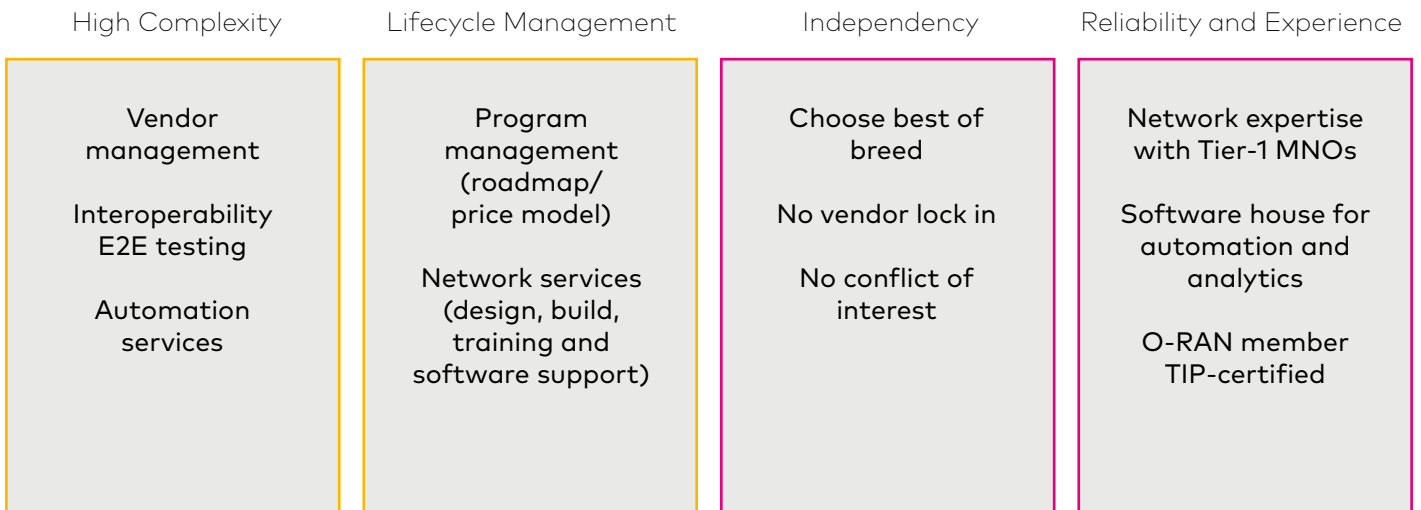 High Complexity
Vendor
management
Interoperability
E2E testing
Automation
services
Lifecycle Management
Program
management
(roadmap/
price model)
Network services
(design, build,
training and
software support)
Independency
Choose best of
breed
No vendor lock in
No conflict of
interest
Reliability and Experience
Network expertise
with Tier-1 MNOs
Software house for
automation and
analytics
O-RAN member
TIP-certified